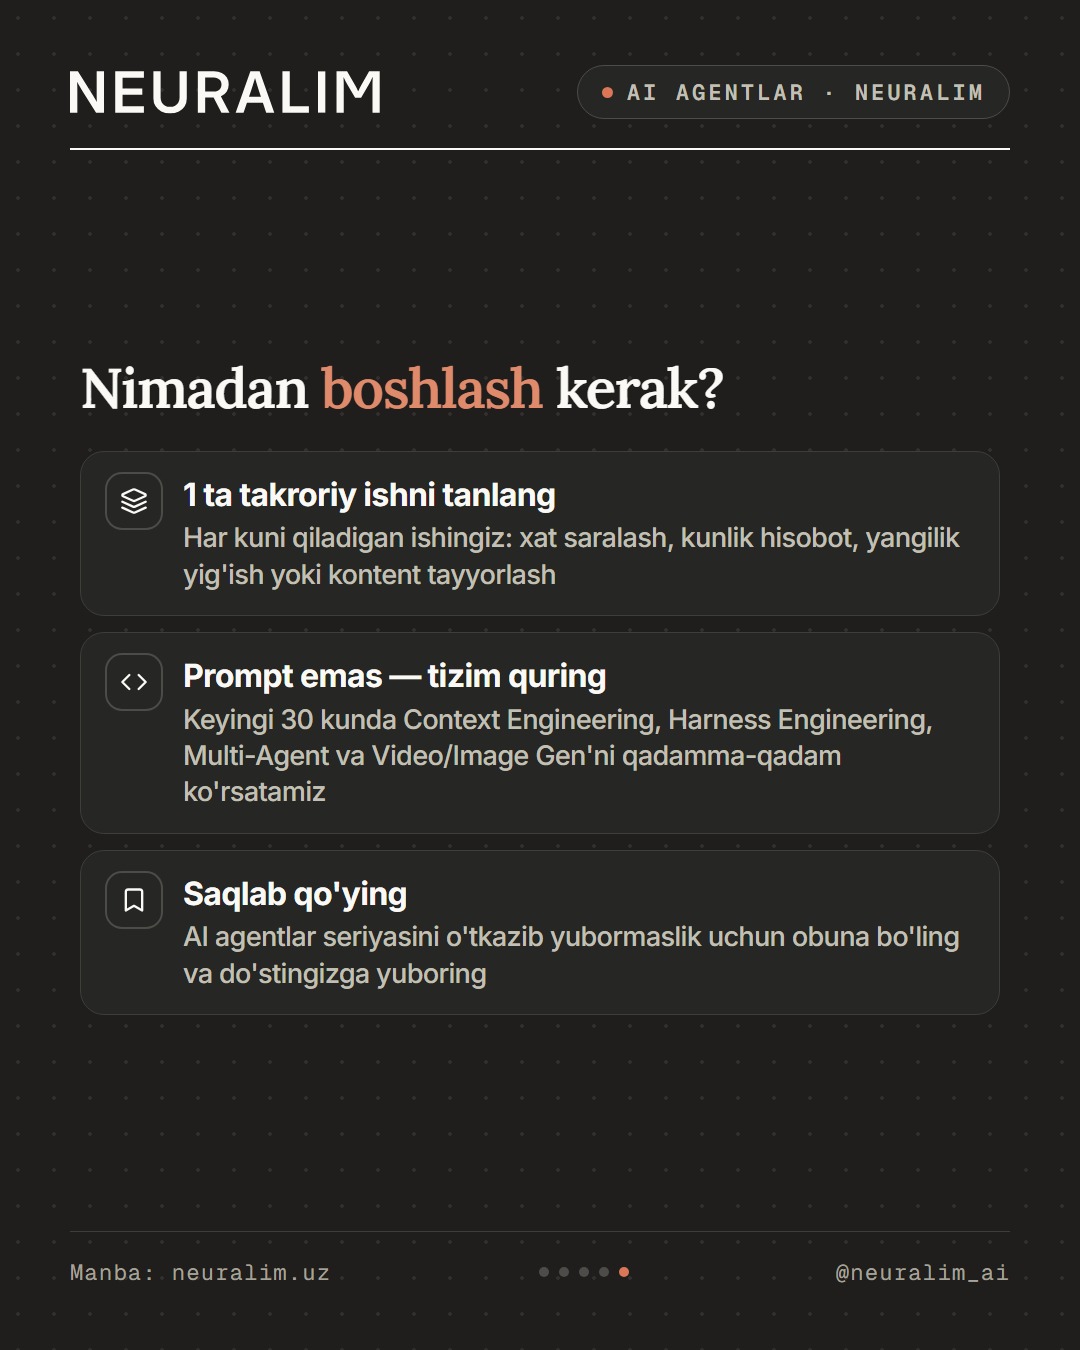 NEURALIM
AI AGENTLAR · NEURALIM
Nimadan boshlash kerak?
1 ta takroriy ishni tanlang
Har kuni qiladigan ishingiz: xat saralash, kunlik hisobot, yangilik
yig'ish yoki kontent tayyorlash
Prompt emas — tizim quring
Keyingi 30 kunda Context Engineering, Harness Engineering,
Multi-Agent va Video/Image Gen'ni qadamma-qadam
ko'rsatamiz
Saqlab qo'ying
AI agentlar seriyasini o'tkazib yubormaslik uchun obuna bo'ling
va do'stingizga yuboring
Manba: neuralim.uz
@neuralim_ai